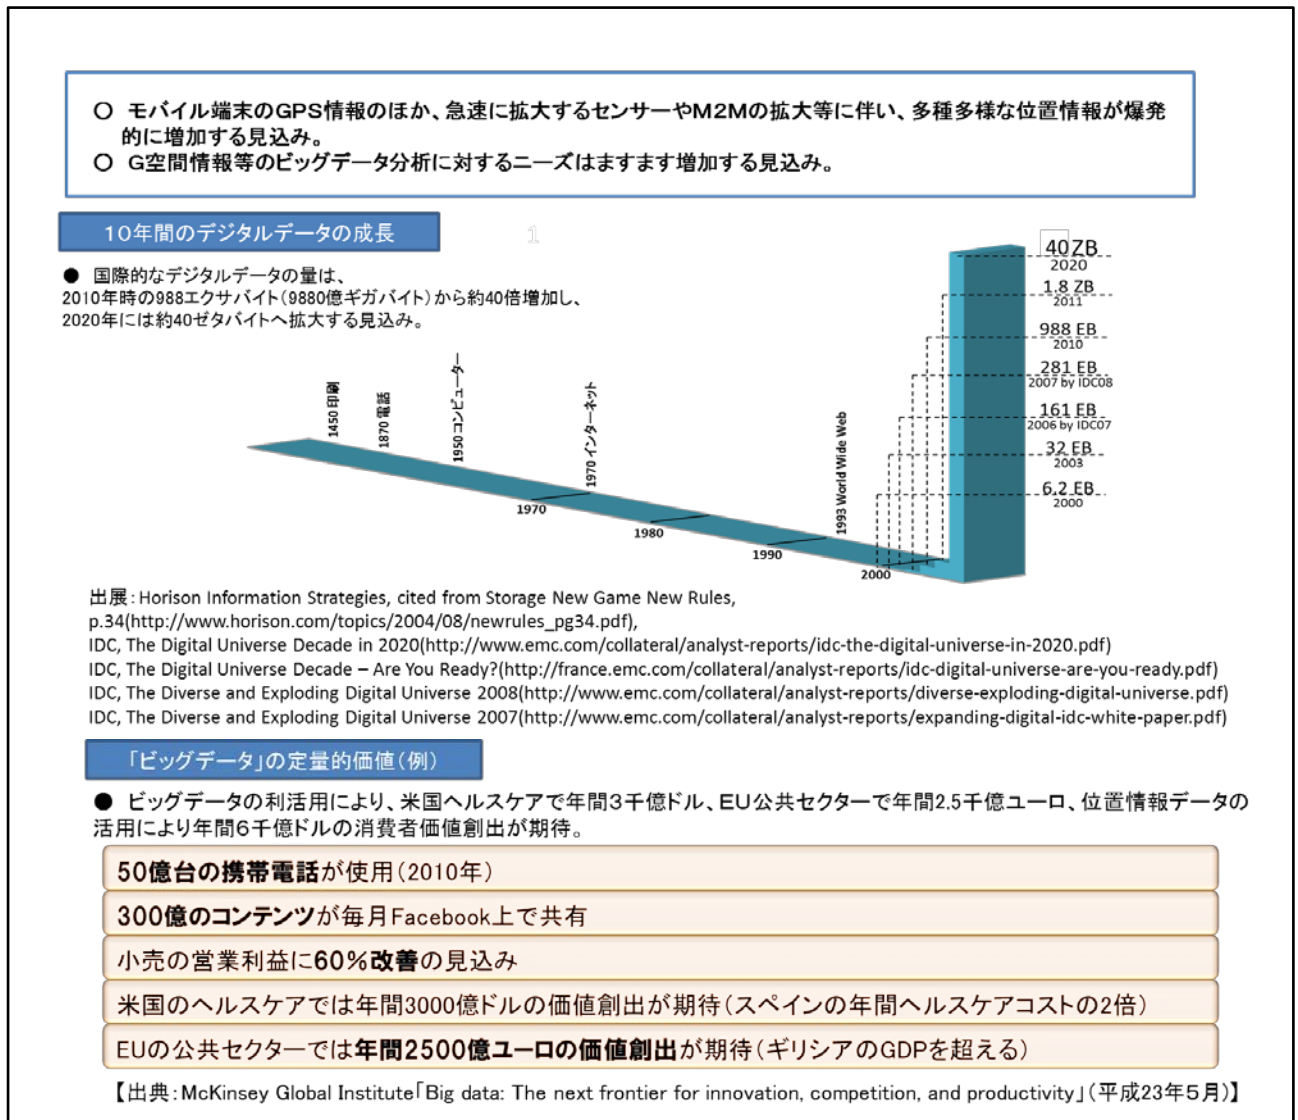 ○ モバイル端末のGPS情報のほか、急速に拡大するセンサーやM2Mの拡大等に伴い、多種多様な位置情報が爆発
的に増加する見込み。
○ G空間情報等のビッグデータ分析に対するニーズはますます増加する見込み。
10年間のデジタルデータの成長
1
● 国際的なデジタルデータの量は、
2010年時の988エクサバイト(9880億ギガバイト)から約40倍増加し、
2020年には約40ゼタバイトへ拡大する見込み。
40 ZB
2020
1.8 ZB
2011
988 EB
2010
281 EB
2007 by IDC08
161 EB
2006 by IDC07
32 EB
2003
6.2 EB
2000
1450 印刷
1870 電話
1950 コンピューター
1970 インターネット
1993 World Wide Web
1970
1980
1990
2000
出展:Horison Information Strategies, cited from Storage New Game New Rules,
p.34(http://www.horison.com/topics/2004/08/newrules_pg34.pdf),
IDC, The Digital Universe Decade in 2020(http://www.emc.com/collateral/analyst-reports/idc-the-digital-universe-in-2020.pdf)
IDC, The Digital Universe Decade – Are You Ready?(http://france.emc.com/collateral/analyst-reports/idc-digital-universe-are-you-ready.pdf)
IDC, The Diverse and Exploding Digital Universe 2008(http://www.emc.com/collateral/analyst-reports/diverse-exploding-digital-universe.pdf)
IDC, The Diverse and Exploding Digital Universe 2007(http://www.emc.com/collateral/analyst-reports/expanding-digital-idc-white-paper.pdf)
「ビッグデータ」の定量的価値(例)
● ビッグデータの利活用により、米国ヘルスケアで年間3千億ドル、EU公共セクターで年間2.5千億ユーロ、位置情報データの
活用により年間6千億ドルの消費者価値創出が期待。
50億台の携帯電話が使用(2010年)
300億のコンテンツが毎月Facebook上で共有
小売の営業利益に60%改善の見込み
米国のヘルスケアでは年間3000億ドルの価値創出が期待(スペインの年間ヘルスケアコストの2倍)
EUの公共セクターでは年間2500億ユーロの価値創出が期待(ギリシアのGDPを超える)
【出典:McKinsey Global Institute「Big data: The next frontier for innovation, competition, and productivity」(平成23年5月)】